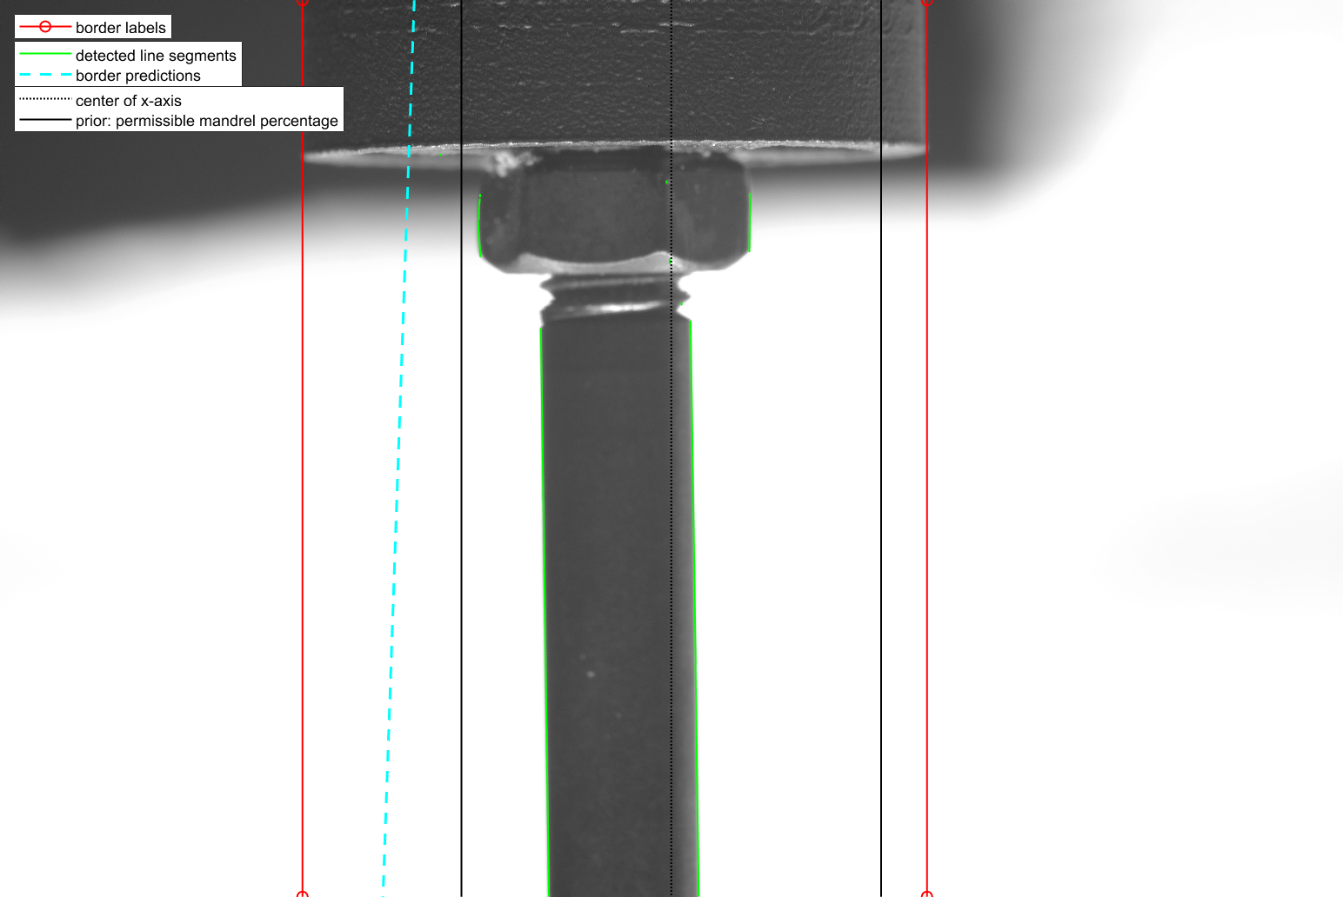 border labels
detected line segments
border predictions
center of x-axis
prior: permissible mandrel percentage